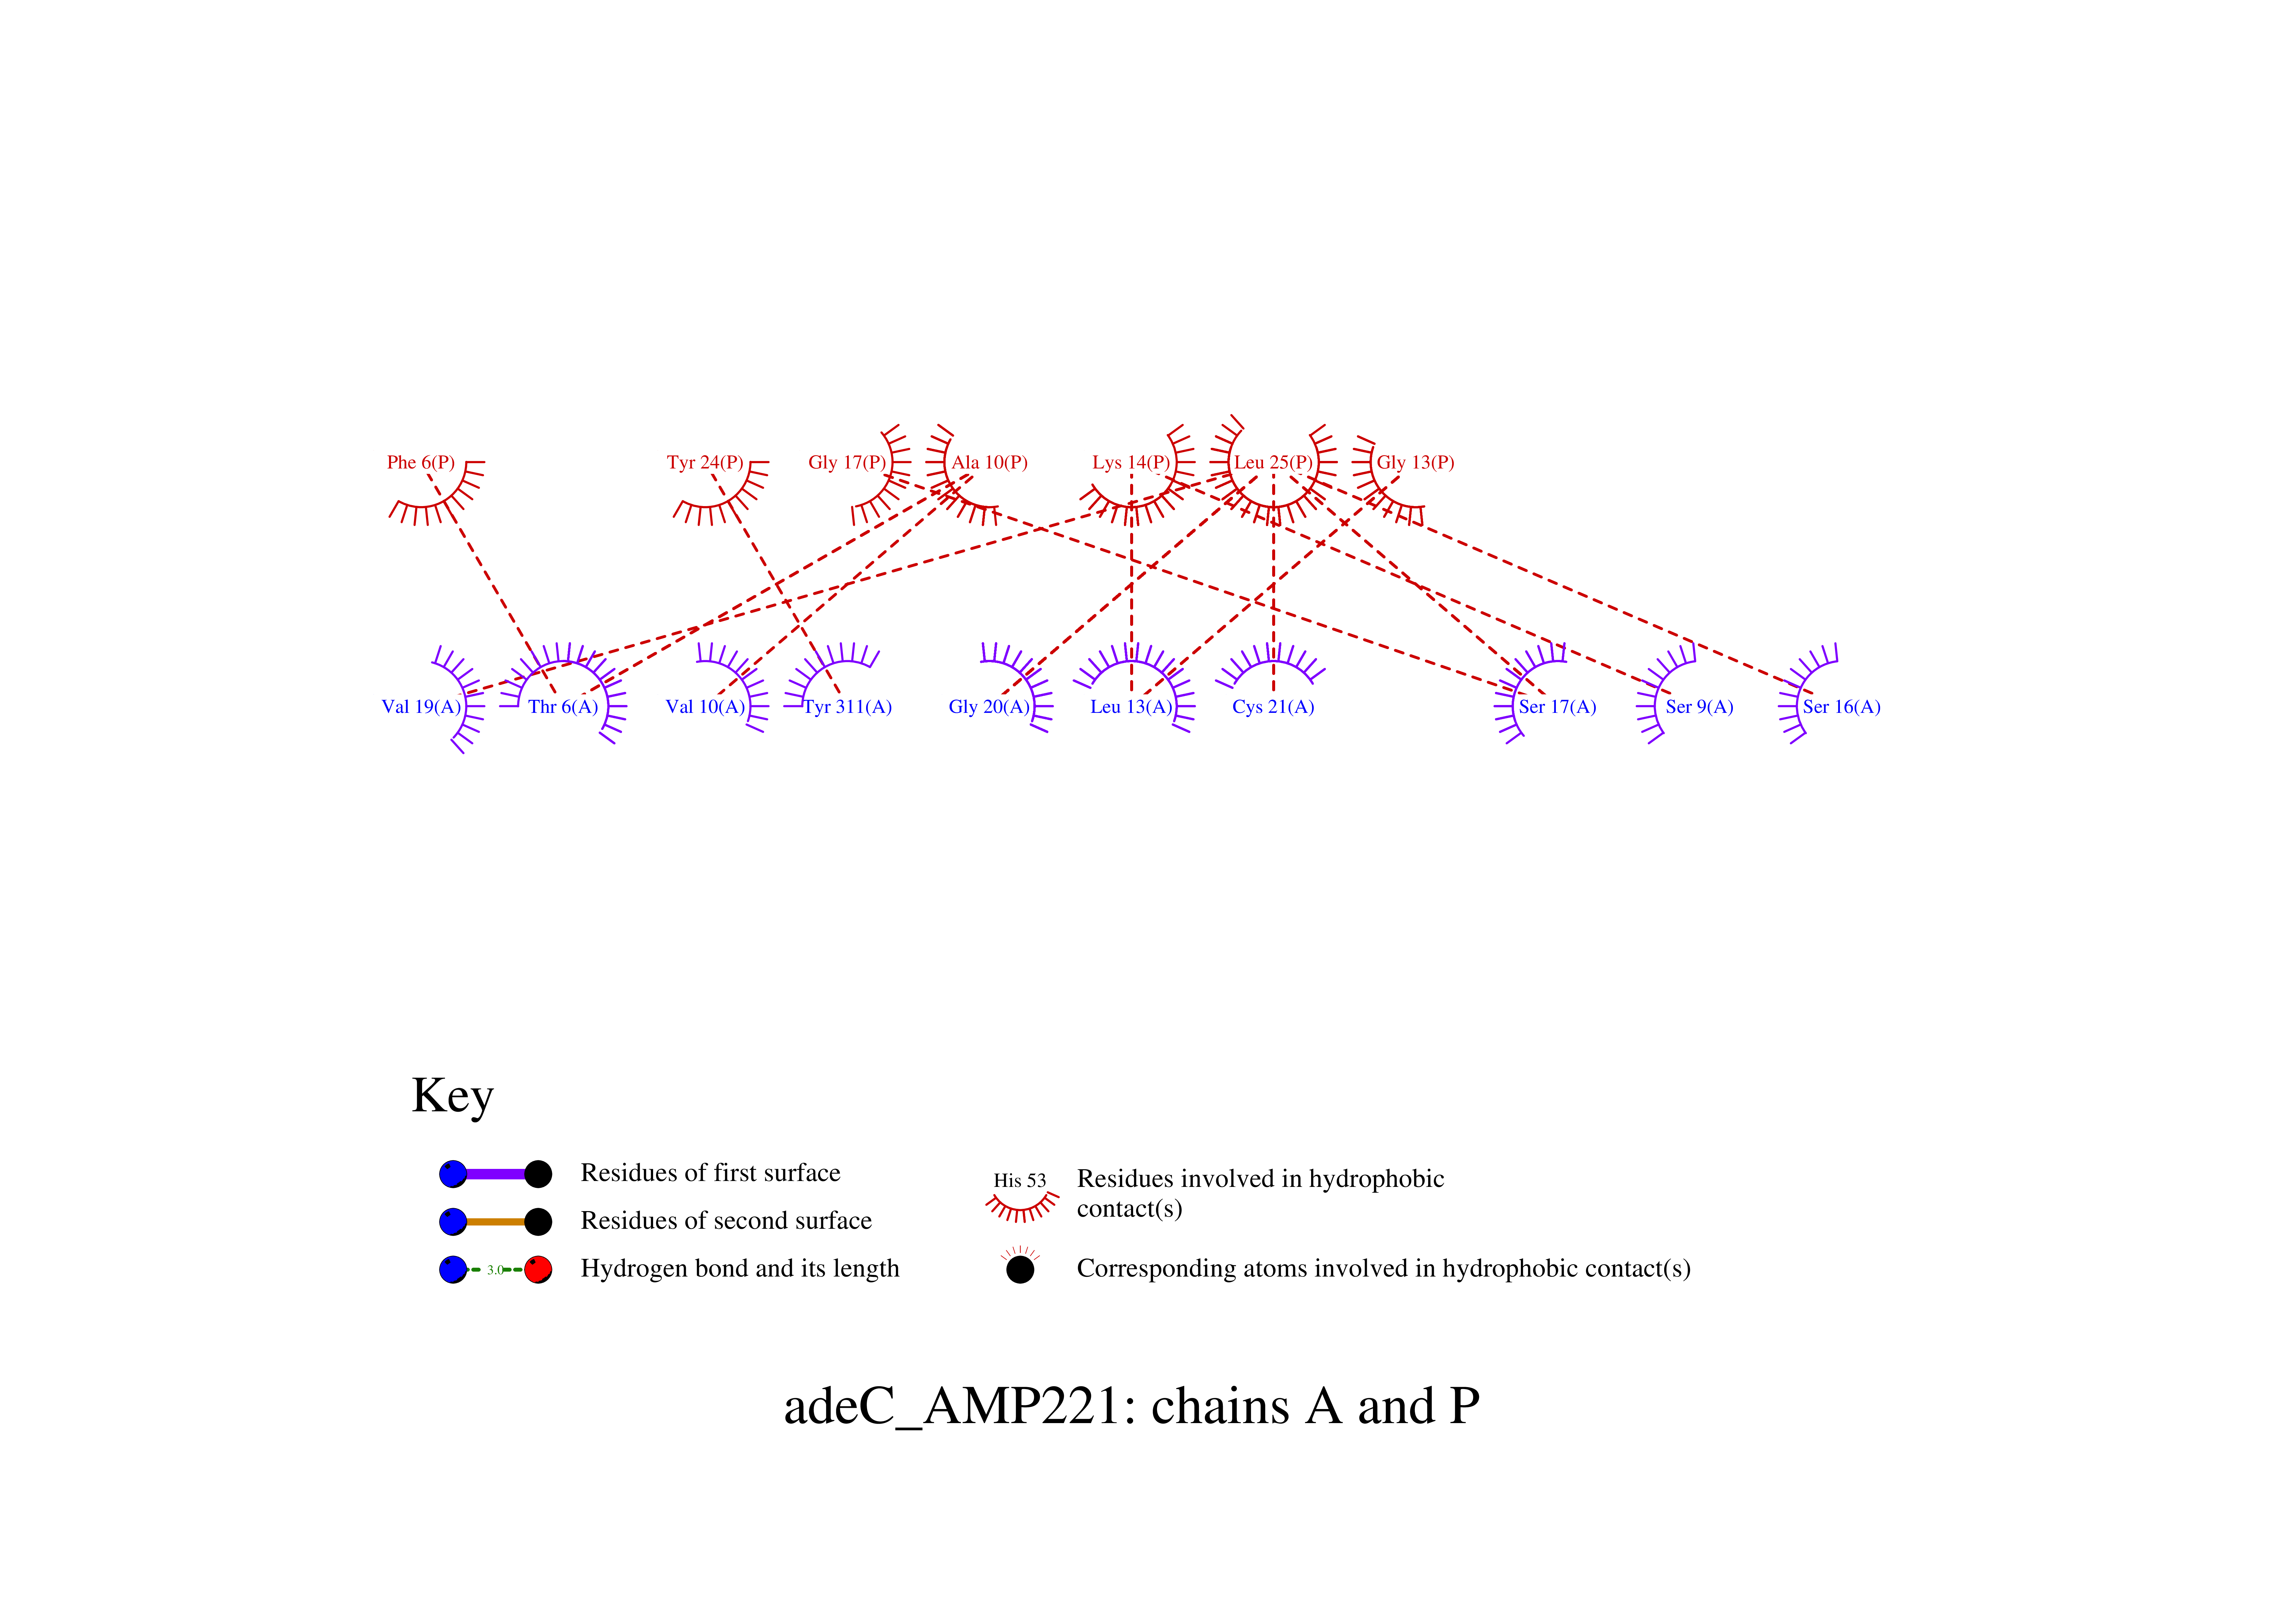 Phe 6(P) Tyr 24(P) Gly 17(P) Ala 10(P) Lys 14(P) Leu 25(P) Gly 13(P)
Val 19(A) Thr 6(A) Val 10(A) Tyr 311(A) Gly 20(A) Leu 13(A) Cys 21(A) Ser 17(A) Ser 9(A) Ser 16(A)
Key
Residues of first surface
Residues of second surface
3.0 Hydrogen bond and its length
His 53 Residues involved in hydrophobic
contact(s)
Corresponding atoms involved in hydrophobic contact(s)
adeC_AMP221: chains A and P